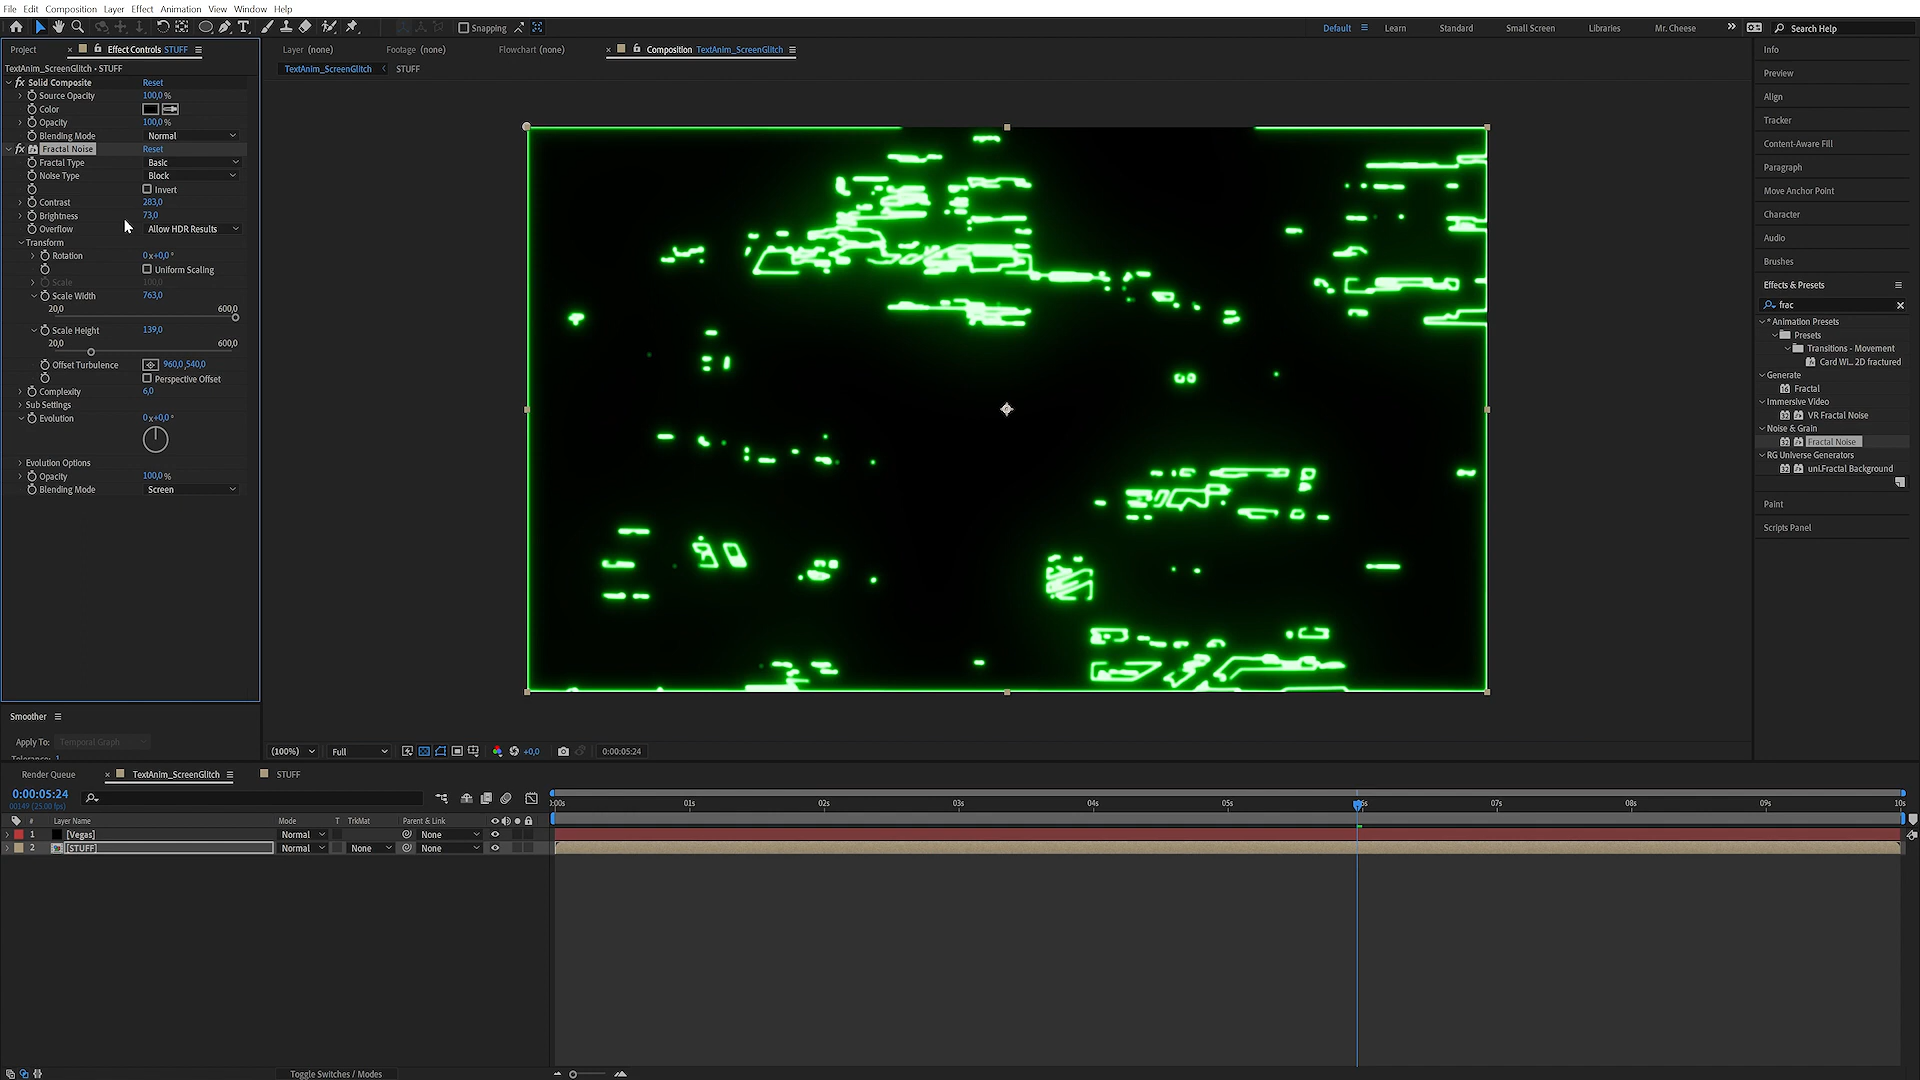 File Edit Composition Layer Effect Animation View Window Help
Snapping
Default Learn Standard Small Screen Libraries Mr. Cheese Search Help
Project Effect Controls STUFF
Layer (none) Footage (none) Flowchart (none) Composition TextAnim_ScreenGlitch
TextAnim_ScreenGlitch • STUFF
TextAnim_ScreenGlitch STUFF
Solid Composite Reset
Source Opacity 100,0 %
Color
Opacity 100,0 %
Blending Mode Normal
Fractal Noise Reset
Fractal Type Basic
Noise Type Block
Invert
Contrast 283,0
Brightness 73,0
Overflow Allow HDR Results
Transform
Rotation 0 x+0,0 °
Uniform Scaling
Scale 100,0
Scale Width 763,0
20,0 600,0
Scale Height 139,0
20,0 600,0
Offset Turbulence 960,0 ,540,0
Perspective Offset
Complexity 6,0
Sub Settings
Evolution 0 x+0,0 °
Evolution Options
Opacity 100,0 %
Blending Mode Screen
Smoother
Apply To: Temporal Graph
Tolerance: 1
Info
Preview
Align
Tracker
Content-Aware Fill
Paragraph
Move Anchor Point
Character
Audio
Brushes
Effects & Presets
frac
* Animation Presets
Presets
Transitions - Movement
Card Wi... 2D fractured
Generate
Fractal
Immersive Video
VR Fractal Noise
Noise & Grain
Fractal Noise
RG Universe Generators
uni.Fractal Background
Paint
Scripts Panel
(100%) Full +0,0 0:00:05:24
Render Queue TextAnim_ScreenGlitch STUFF
0:00:05:24
00149 (25.00 fps)
:00s 01s 02s 03s 04s 05s 06s 07s 08s 09s 10s
# Layer Name Mode T TrkMat Parent & Link
1 [Vegas] Normal None
2 [STUFF] Normal None None
Toggle Switches / Modes